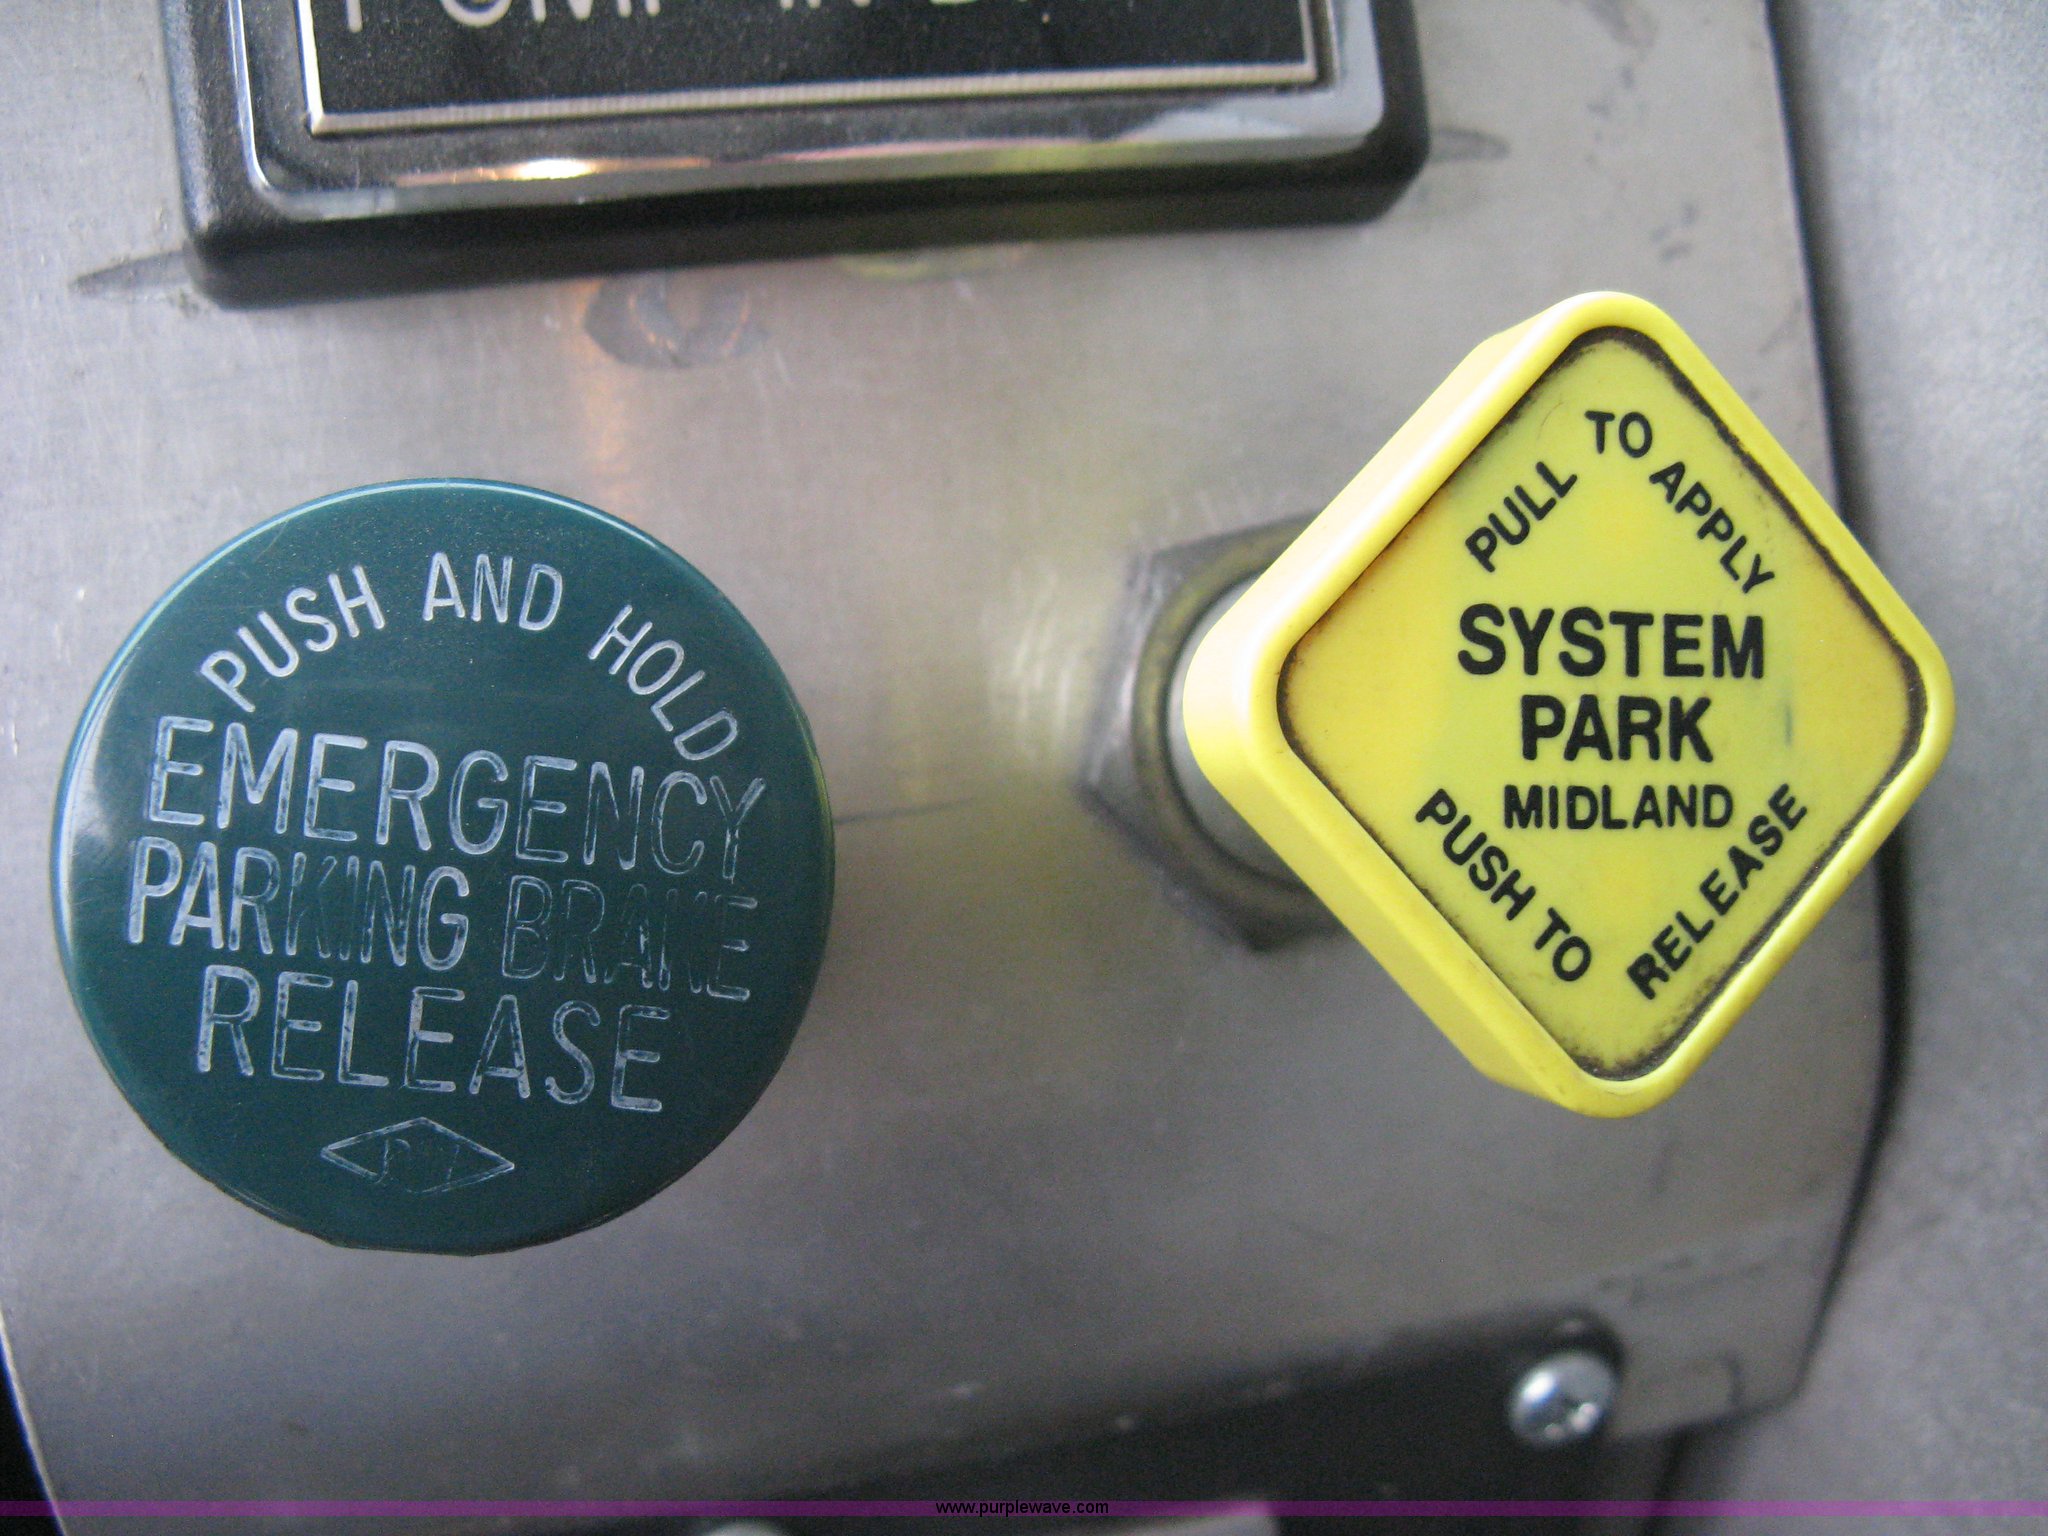 PUSH AND HOLD
EMERGENCY
PARKING BRAKE
RELEASE
PULL TO APPLY
SYSTEM
PARK
MIDLAND
PUSH TO RELEASE
www.purplewave.com